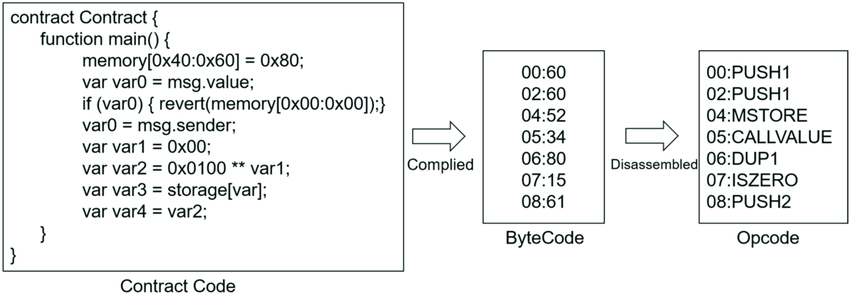 contract Contract {
function main() {
memory[0x40:0x60] = 0x80;
var var0 = msg.value;
if (var0) { revert(memory[0x00:0x00]);}
var0 = msg.sender;
var var1 = 0x00;
var var2 = 0x0100 ** var1;
var var3 = storage[var];
var var4 = var2;
}
}
Contract Code
Complied
00:60
02:60
04:52
05:34
06:80
07:15
08:61
ByteCode
Disassembled
00:PUSH1
02:PUSH1
04:MSTORE
05:CALLVALUE
06:DUP1
07:ISZERO
08:PUSH2
Opcode